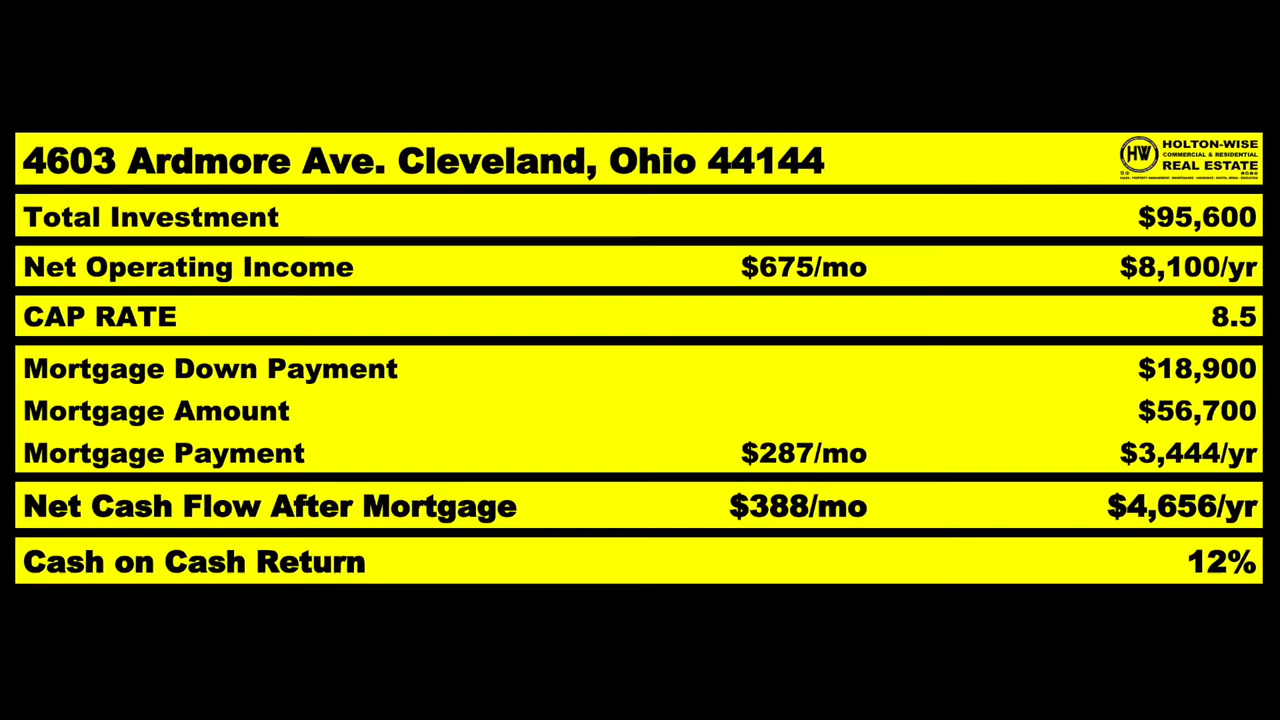 4603 Ardmore Ave. Cleveland, Ohio 44144
HW
HOLTON-WISE
COMMERCIAL & RESIDENTIAL
REAL ESTATE
Total Investment $95,600
Net Operating Income $675/mo $8,100/yr
CAP RATE 8.5
Mortgage Down Payment $18,900
Mortgage Amount $56,700
Mortgage Payment $287/mo $3,444/yr
Net Cash Flow After Mortgage $388/mo $4,656/yr
Cash on Cash Return 12%